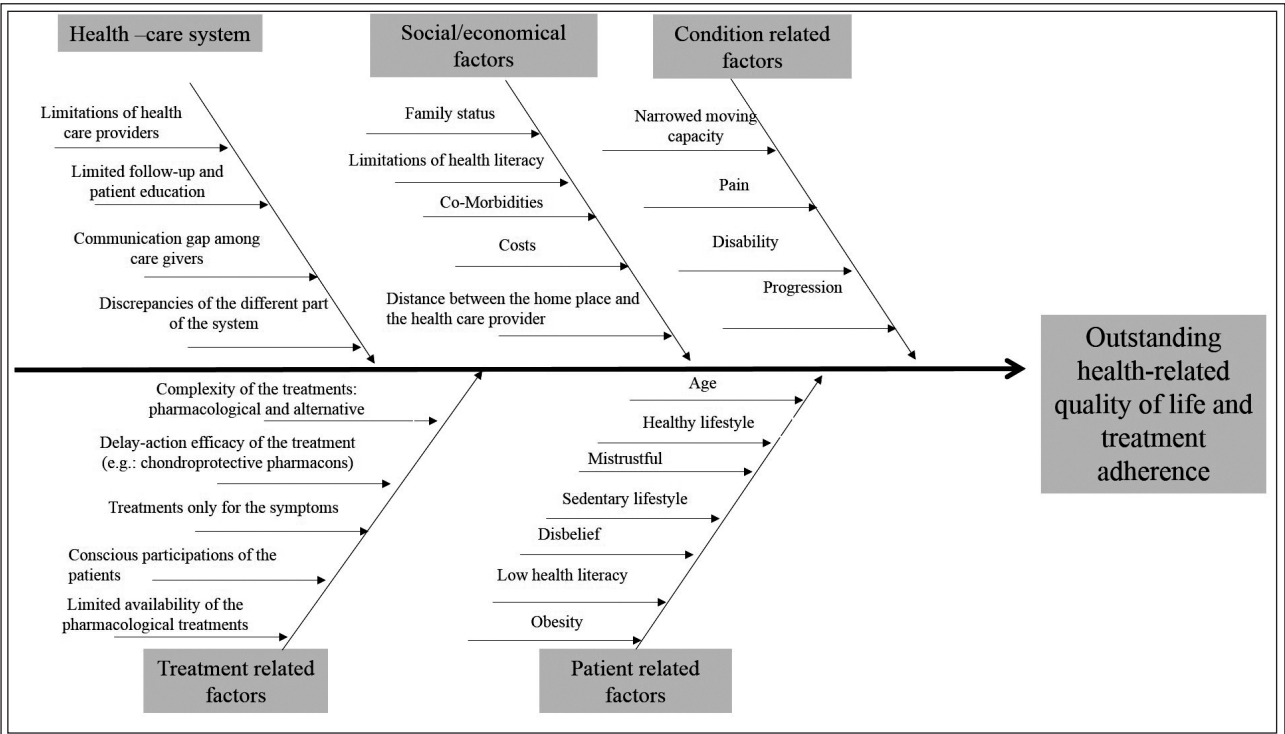 Health –care system
Social/economical
factors
Condition related
factors
Limitations of health
care providers
Limited follow-up and
patient education
Communication gap among
care givers
Discrepancies of the different part
of the system
Family status
Limitations of health literacy
Co-Morbidities
Costs
Distance between the home place and
the health care provider
Narrowed moving
capacity
Pain
Disability
Progression
Outstanding
health-related
quality of life and
treatment
adherence
Complexity of the treatments:
pharmacological and alternative
Delay-action efficacy of the treatment
(e.g.: chondroprotective pharmacons)
Treatments only for the symptoms
Conscious participations of the
patients
Limited availability of the
pharmacological treatments
Age
Healthy lifestyle
Mistrustful
Sedentary lifestyle
Disbelief
Low health literacy
Obesity
Treatment related
factors
Patient related
factors